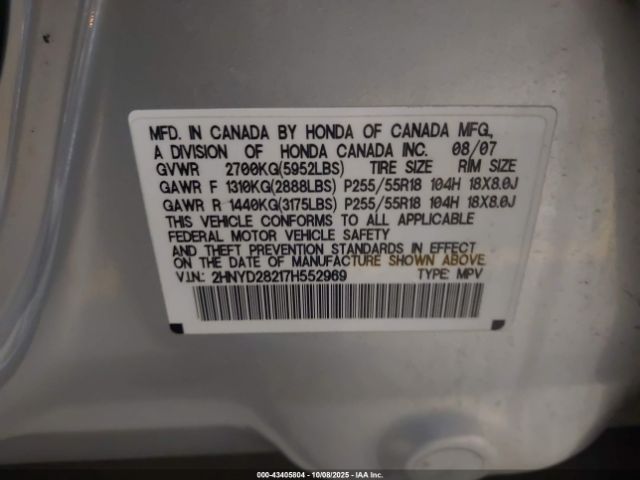 MFD. IN CANADA BY HONDA OF CANADA MFG.,
A DIVISION OF HONDA CANADA INC. 08/07
GVWR 2700KG(5952LBS) TIRE SIZE RIM SIZE
GAWR F 1310KG(2888LBS) P255/55R18 104H 18X8.0J
GAWR R 1440KG(3175LBS) P255/55R18 104H 18X8.0J
THIS VEHICLE CONFORMS TO ALL APPLICABLE
FEDERAL MOTOR VEHICLE SAFETY
AND THEFT PREVENTION STANDARDS IN EFFECT
ON THE DATE OF MANUFACTURE SHOWN ABOVE.
V.I.N.: 2HNYD28217H552969 TYPE: MPV
000-43405804 | 10/08/2025 | IAA Inc.